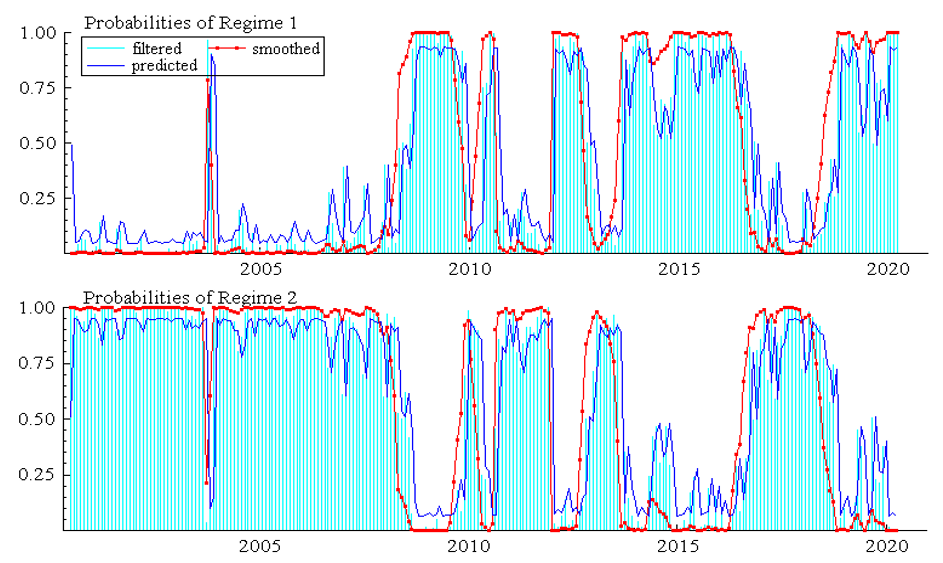 Probabilities of Regime 1
filtered smoothed
predicted
1.00
0.75
0.50
0.25
2005 2010 2015 2020
Probabilities of Regime 2
1.00
0.75
0.50
0.25
2005 2010 2015 2020